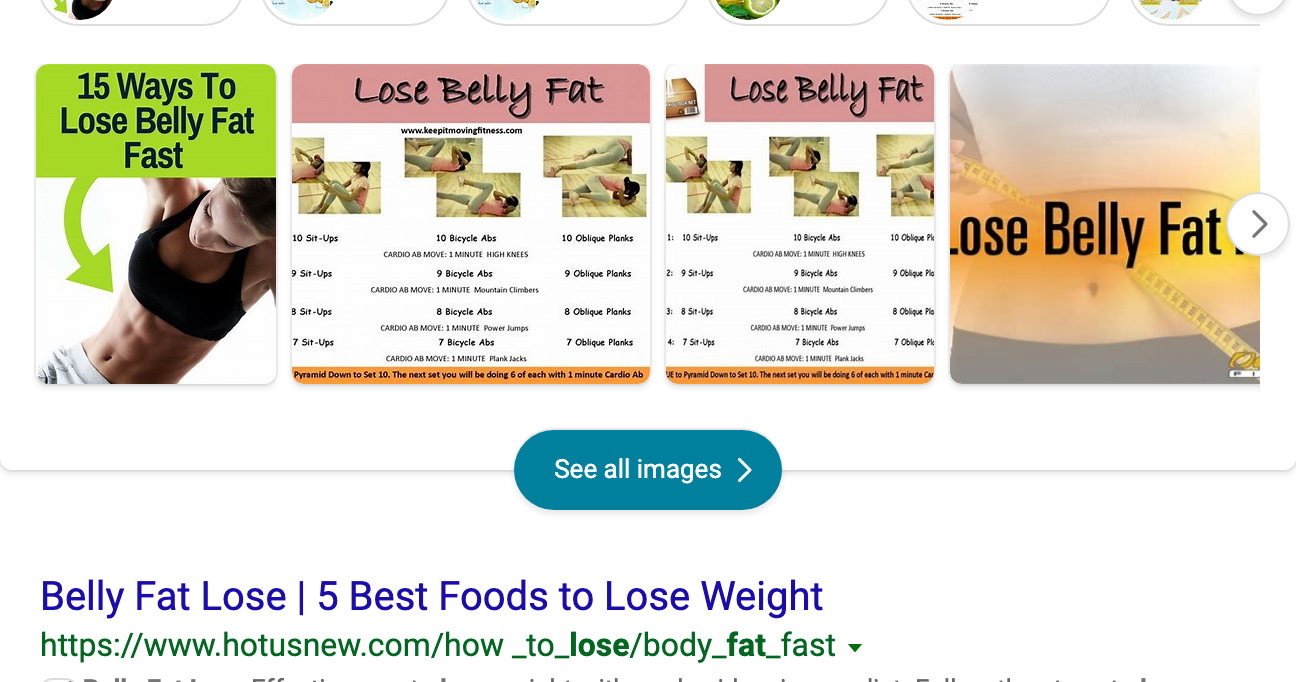 15 Ways To
Lose Belly Fat
Fast
Lose Belly Fat
www.keepitmovingfitness.com
10 Sit-Ups 10 Bicycle Abs 10 Oblique Planks
CARDIO AB MOVE: 1 MINUTE HIGH KNEES
9 Sit-Ups 9 Bicycle Abs 9 Oblique Planks
CARDIO AB MOVE: 1 MINUTE Mountain Climbers
8 Sit-Ups 8 Bicycle Abs 8 Oblique Planks
CARDIO AB MOVE: 1 MINUTE Power Jumps
7 Sit-Ups 7 Bicycle Abs 7 Oblique Planks
CARDIO AB MOVE: 1 MINUTE Plank Jacks
Pyramid Down to Set 10. The next set you will be doing 6 of each with 1 minute Cardio Ab
Lose Belly Fat
1: 10 Sit-Ups 10 Bicycle Abs 10 Oblique
CARDIO AB MOVE: 1 MINUTE HIGH KNEES
2: 9 Sit-Ups 9 Bicycle Abs 9 Oblique
CARDIO AB MOVE: 1 MINUTE Mountain Climbers
3: 8 Sit-Ups 8 Bicycle Abs 8 Oblique
CARDIO AB MOVE: 1 MINUTE Power Jumps
4: 7 Sit-Ups 7 Bicycle Abs 7 Oblique
CARDIO AB MOVE: 1 MINUTE Plank Jacks
to Pyramid Down to Set 10. The next set you will be doing 6 of each with 1 minute
Lose Belly Fat
See all images
Belly Fat Lose | 5 Best Foods to Lose Weight
https://www.hotusnew.com/how _to_lose/body_fat_fast